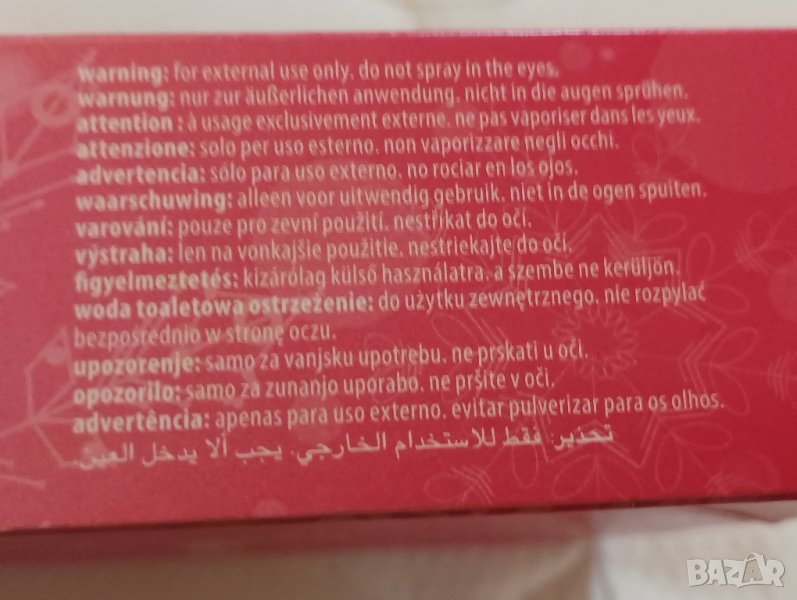 warning: for external use only. do not spray in the eyes.
warnung: nur zur äußerlichen anwendung. nicht in die augen sprühen.
attention : à usage exclusivement externe. ne pas vaporiser dans les yeux.
attenzione: solo per uso esterno, non vaporizzare negli occhi.
advertencia: sólo para uso externo. no rociar en los ojos.
waarschuwing: alleen voor uitwendig gebruik. niet in de ogen spuiten.
varování: pouze pro zevní použití. nestříkat do očí.
výstraha: len na vonkajšie použitie. nestriekajte do očí.
figyelmeztetés: kizárólag külső használatra. a szembe ne kerüljön.
woda toaletowa ostrzeżenie: do użytku zewnętrznego. nie rozpylać
bezpośrednio w stronę oczu.
upozorenje: samo za vanjsku upotrebu. ne prskati u oči.
opozorilo: samo za zunanjo uporabo. ne pršite v oči.
advertência: apenas para uso externo. evitar pulverizar para os olhos.
تحذير: فقط للاستخدام الخارجي. يجب ألا يدخل العين.
BAZAR